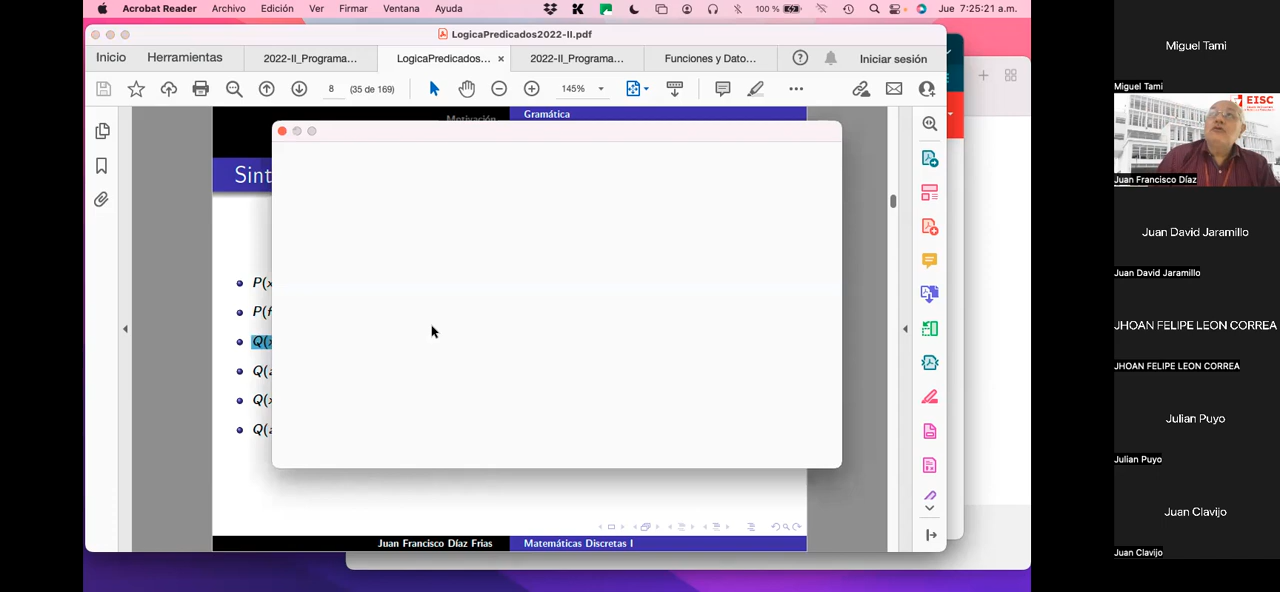 Acrobat Reader Archivo Edición Ver Firmar Ventana Ayuda 100 % Jue 7:25:21 a.m.
LogicaPredicados2022-II.pdf
Inicio Herramientas 2022-II_Programa... LogicaPredicados... × 2022-II_Programa... Funciones y Dato... Iniciar sesión
8 (35 de 169) 145%
Motivación Gramática
Sint
P(x
P(f
Q(x
Q(a
Q(x
Q(a
Juan Francisco Díaz Frias Matemáticas Discretas I
Miguel Tami
Miguel Tami
EISC
Juan Francisco Díaz
Juan David Jaramillo
Juan David Jaramillo
JHOAN FELIPE LEON CORREA
JHOAN FELIPE LEON CORREA
Julian Puyo
Julian Puyo
Juan Clavijo
Juan Clavijo